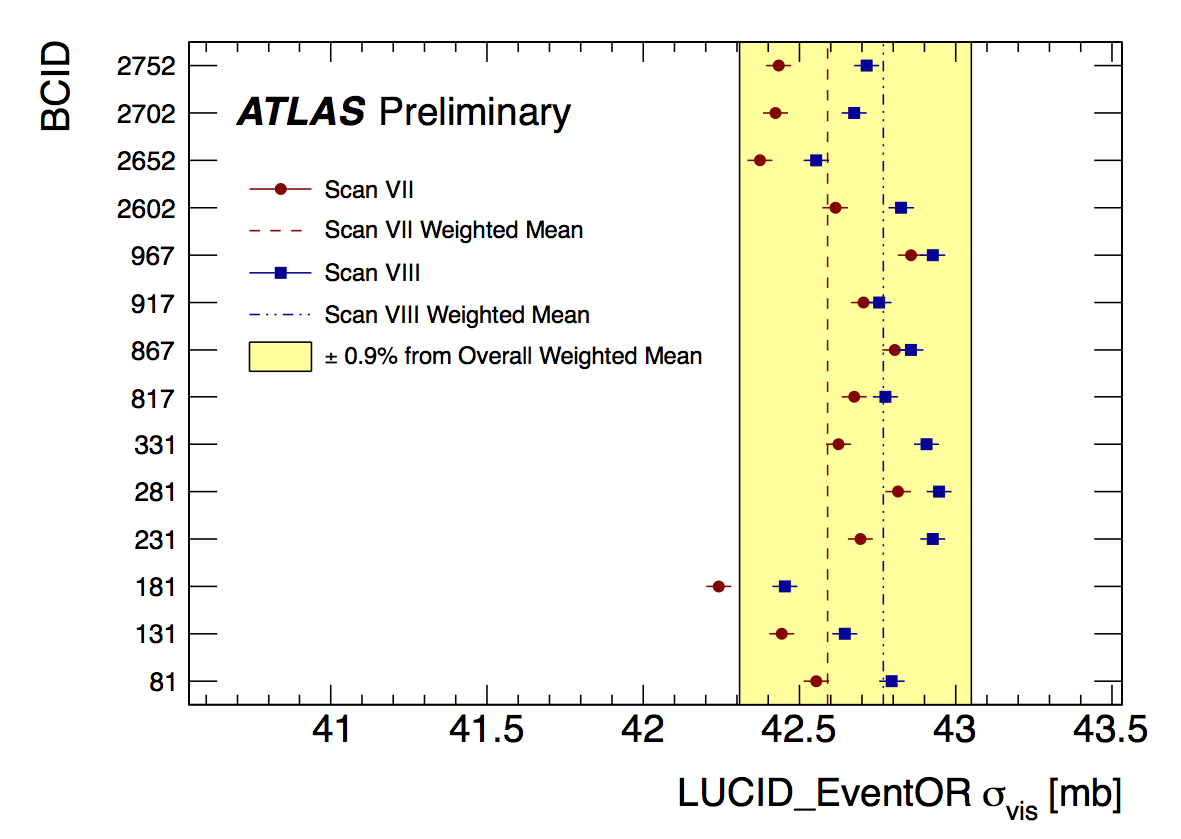 BCID
2752
2702
2652
2602
967
917
867
817
331
281
231
181
131
81
ATLAS Preliminary
Scan VII
Scan VII Weighted Mean
Scan VIII
Scan VIII Weighted Mean
± 0.9% from Overall Weighted Mean
41 41.5 42 42.5 43 43.5
LUCID_EventOR σvis [mb]